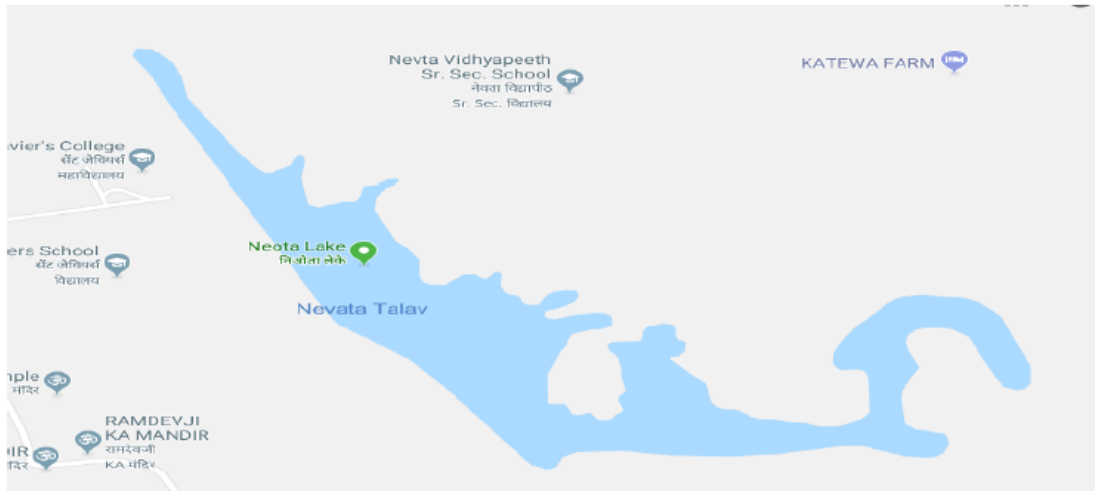 Nevta Vidhyapeeth
Sr. Sec. School
नेवता विद्यापीठ
Sr. Sec. विद्यालय
KATEWA FARM
vier's College
सेंट जेवियर्स
महाविद्यालय
ers School
सेंट जेवियर्स
विद्यालय
Neota Lake
निओता लेके
Nevata Talav
nple
मंदिर
RAMDEVJI
KA MANDIR
रामदेवजी
KA मंदिर
IR